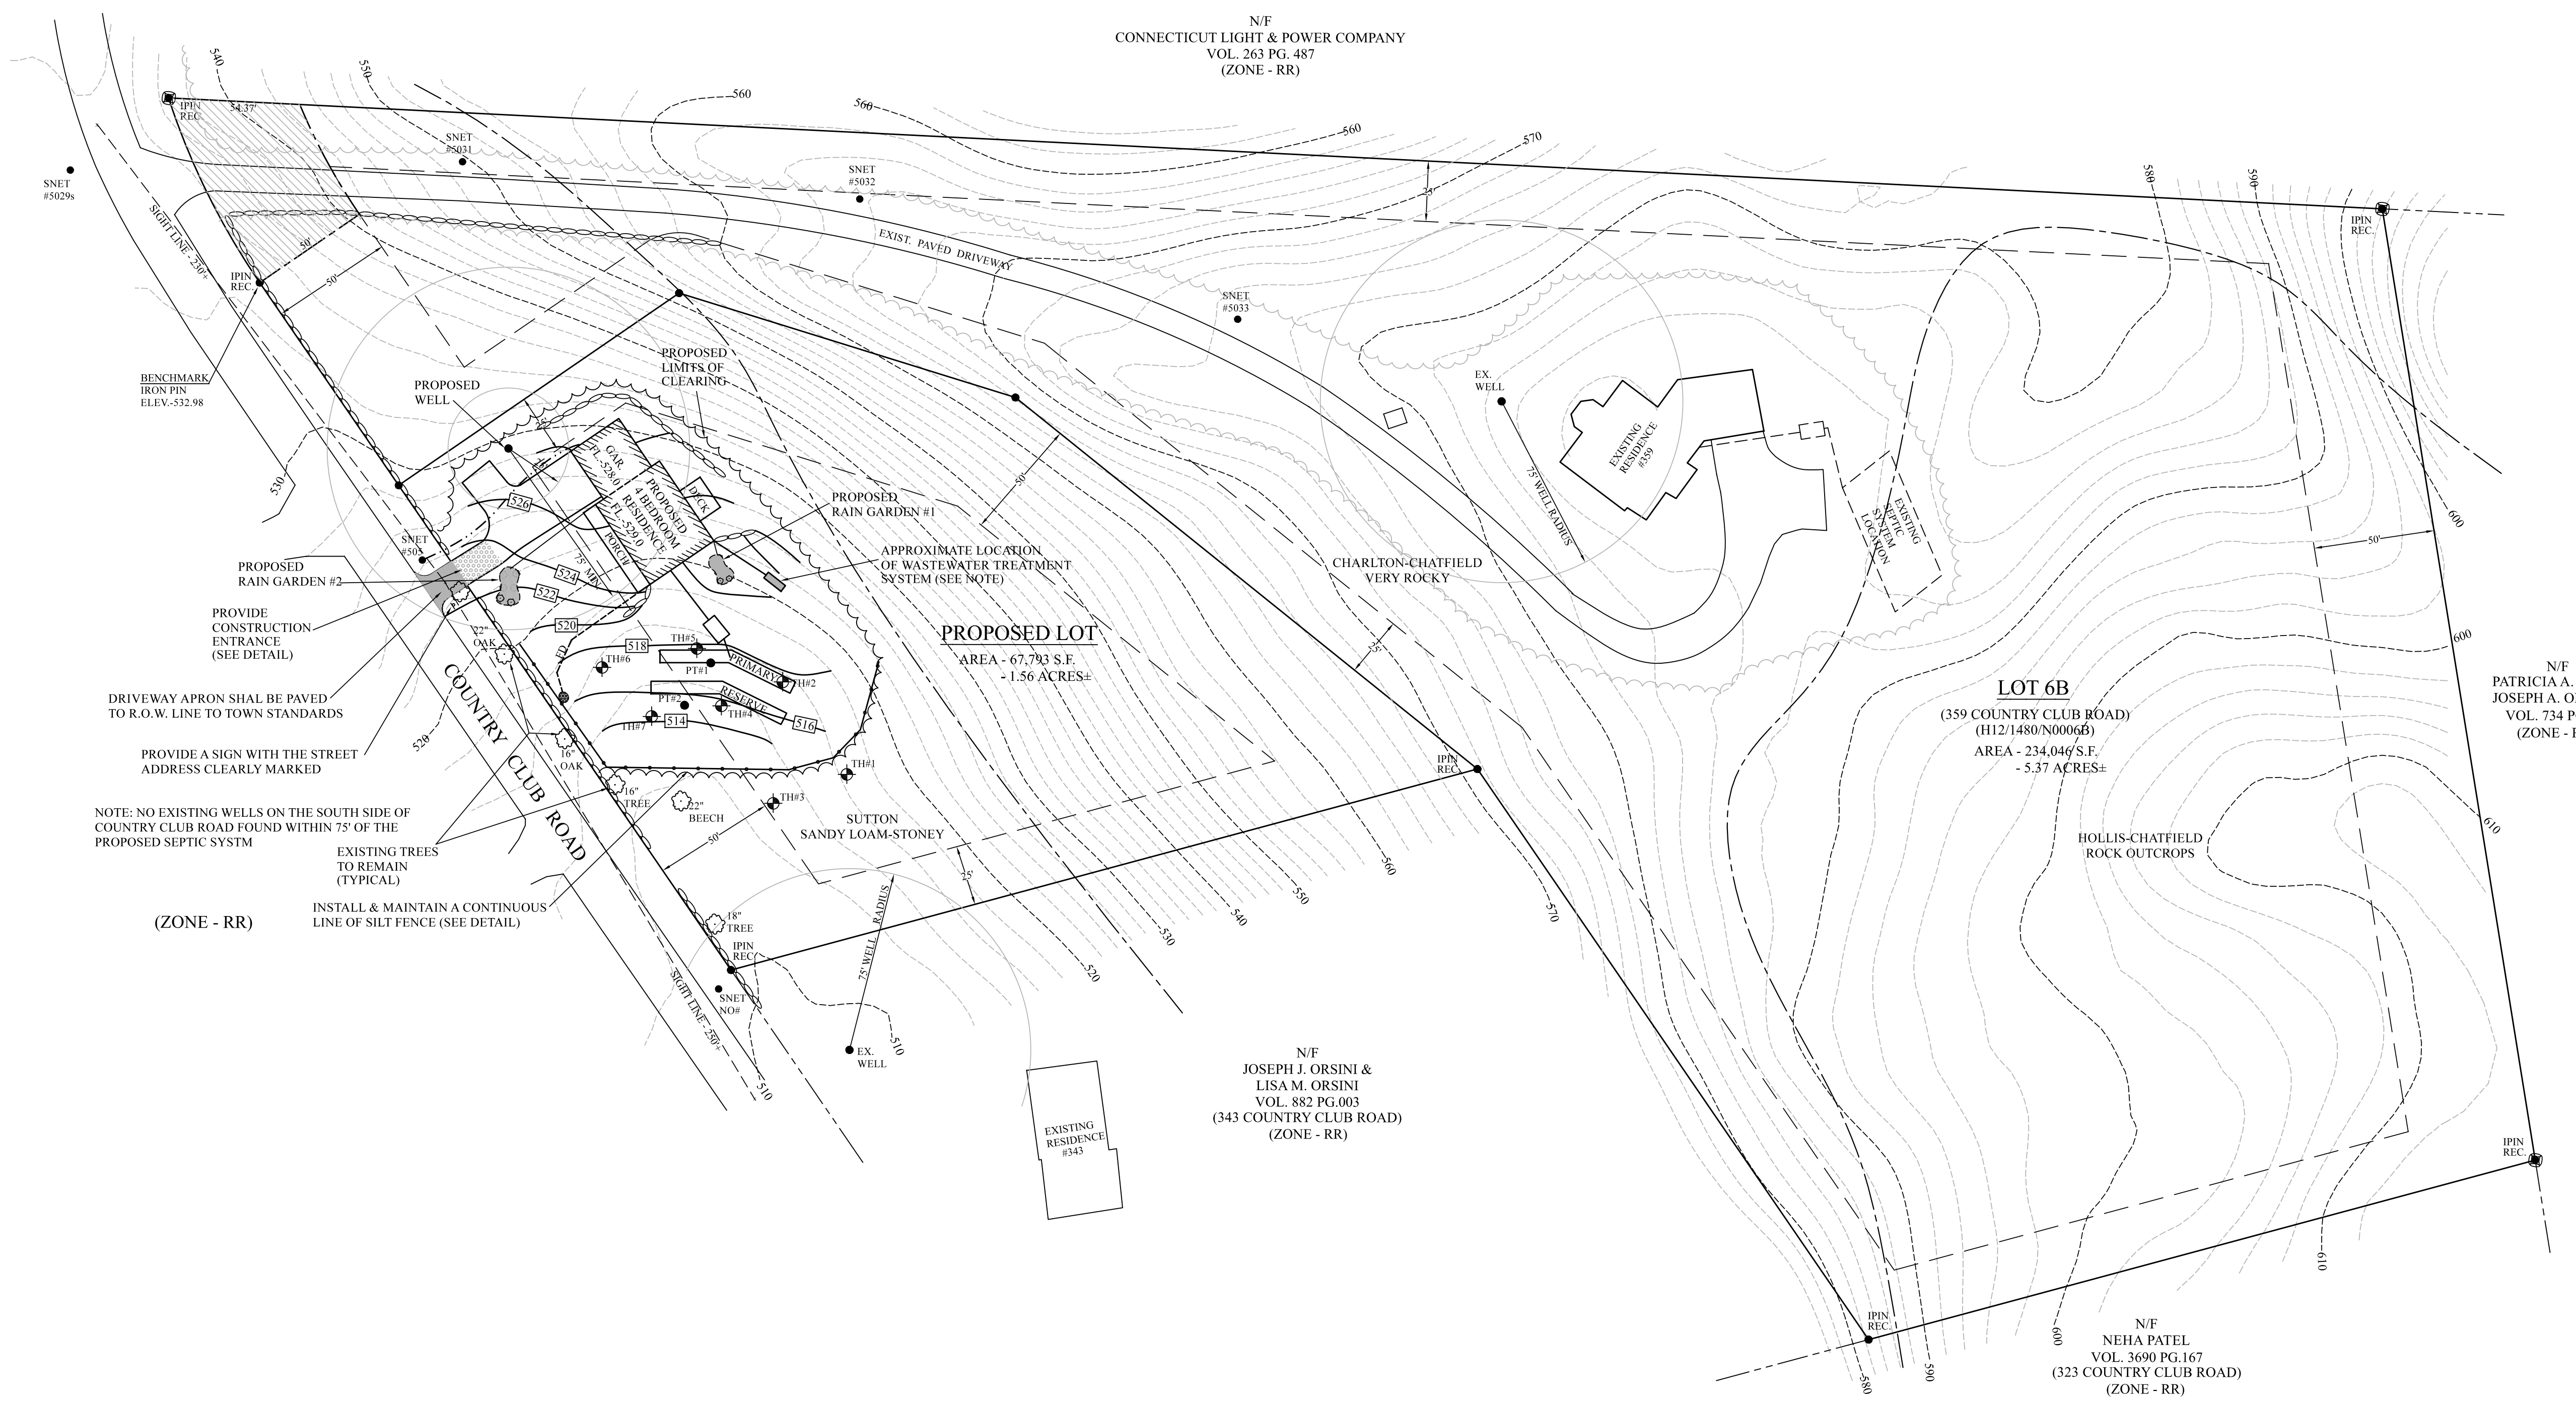 N/F
CONNECTICUT LIGHT & POWER COMPANY
VOL. 263 PG. 487
(ZONE - RR)
540
550
560
560
560
570
580
590
IPIN
REC.
54.37'
SNET
#5031
SNET
#5032
SNET
#5029s
25'
IPIN
REC.
SIGHT LINE - 230'+
50'
50'
IPIN
REC.
EXIST. PAVED DRIVEWAY
SNET
#5033
BENCHMARK
IRON PIN
ELEV.-532.98
PROPOSED
WELL
PROPOSED
LIMITS OF
CLEARING
EX.
WELL
75' WELL RADIUS
EXISTING
RESIDENCE
#359
EXISTING
SEPTIC
SYSTEM
LOCATION
530
526
GAR.
FL.-528.0
PROPOSED
4 BEDROOM
RESIDENCE
FL.-529.0
DECK
PORCH
75' MIN.
PROPOSED
RAIN GARDEN #1
50'
SNET
#503
APPROXIMATE LOCATION
OF WASTEWATER TREATMENT
SYSTEM (SEE NOTE)
PROPOSED
RAIN GARDEN #2
524
522
520
518
516
514
600
50'
CHARLTON-CHATFIELD
VERY ROCKY
PROVIDE
CONSTRUCTION
ENTRANCE
(SEE DETAIL)
22"
OAK
FD
TH#6
TH#5
PT#1
PRIMARY
TH#2
RESERVE
PT#2
TH#4
TH#7
PROPOSED LOT
AREA - 67,793 S.F.
- 1.56 ACRES±
25'
600
LOT 6B
(359 COUNTRY CLUB ROAD)
(H12/1480/N0006B)
AREA - 234,046 S.F.
- 5.37 ACRES±
N/F
PATRICIA A.
VOL. 734
DRIVEWAY APRON SHAL BE PAVED
TO R.O.W. LINE TO TOWN STANDARDS
520
COUNTRY CLUB ROAD
PROVIDE A SIGN WITH THE STREET
ADDRESS CLEARLY MARKED
16"
OAK
TH#1
IPIN
REC.
16"
TREE
22"
BEECH
TH#3
NOTE: NO EXISTING WELLS ON THE SOUTH SIDE OF
COUNTRY CLUB ROAD FOUND WITHIN 75' OF THE
PROPOSED SEPTIC SYSTM
SUTTON
SANDY LOAM-STONEY
50'
610
HOLLIS-CHATFIELD
ROCK OUTCROPS
EXISTING TREES
TO REMAIN
(TYPICAL)
25'
560
550
540
530
520
570
INSTALL & MAINTAIN A CONTINUOUS
LINE OF SILT FENCE (SEE DETAIL)
(ZONE - RR)
18"
TREE
75' WELL RADIUS
IPIN
REC.
SIGHT LINE - 250'+
SNET
NO#
510
EX.
WELL
510
N/F
JOSEPH J. ORSINI &
LISA M. ORSINI
VOL. 882 PG.003
(343 COUNTRY CLUB ROAD)
(ZONE - RR)
EXISTING
RESIDENCE
#343
IPIN
REC.
610
IPIN
REC.
600
590
580
N/F
NEHA PATEL
VOL. 3690 PG.167
(323 COUNTRY CLUB ROAD)
(ZONE - RR)